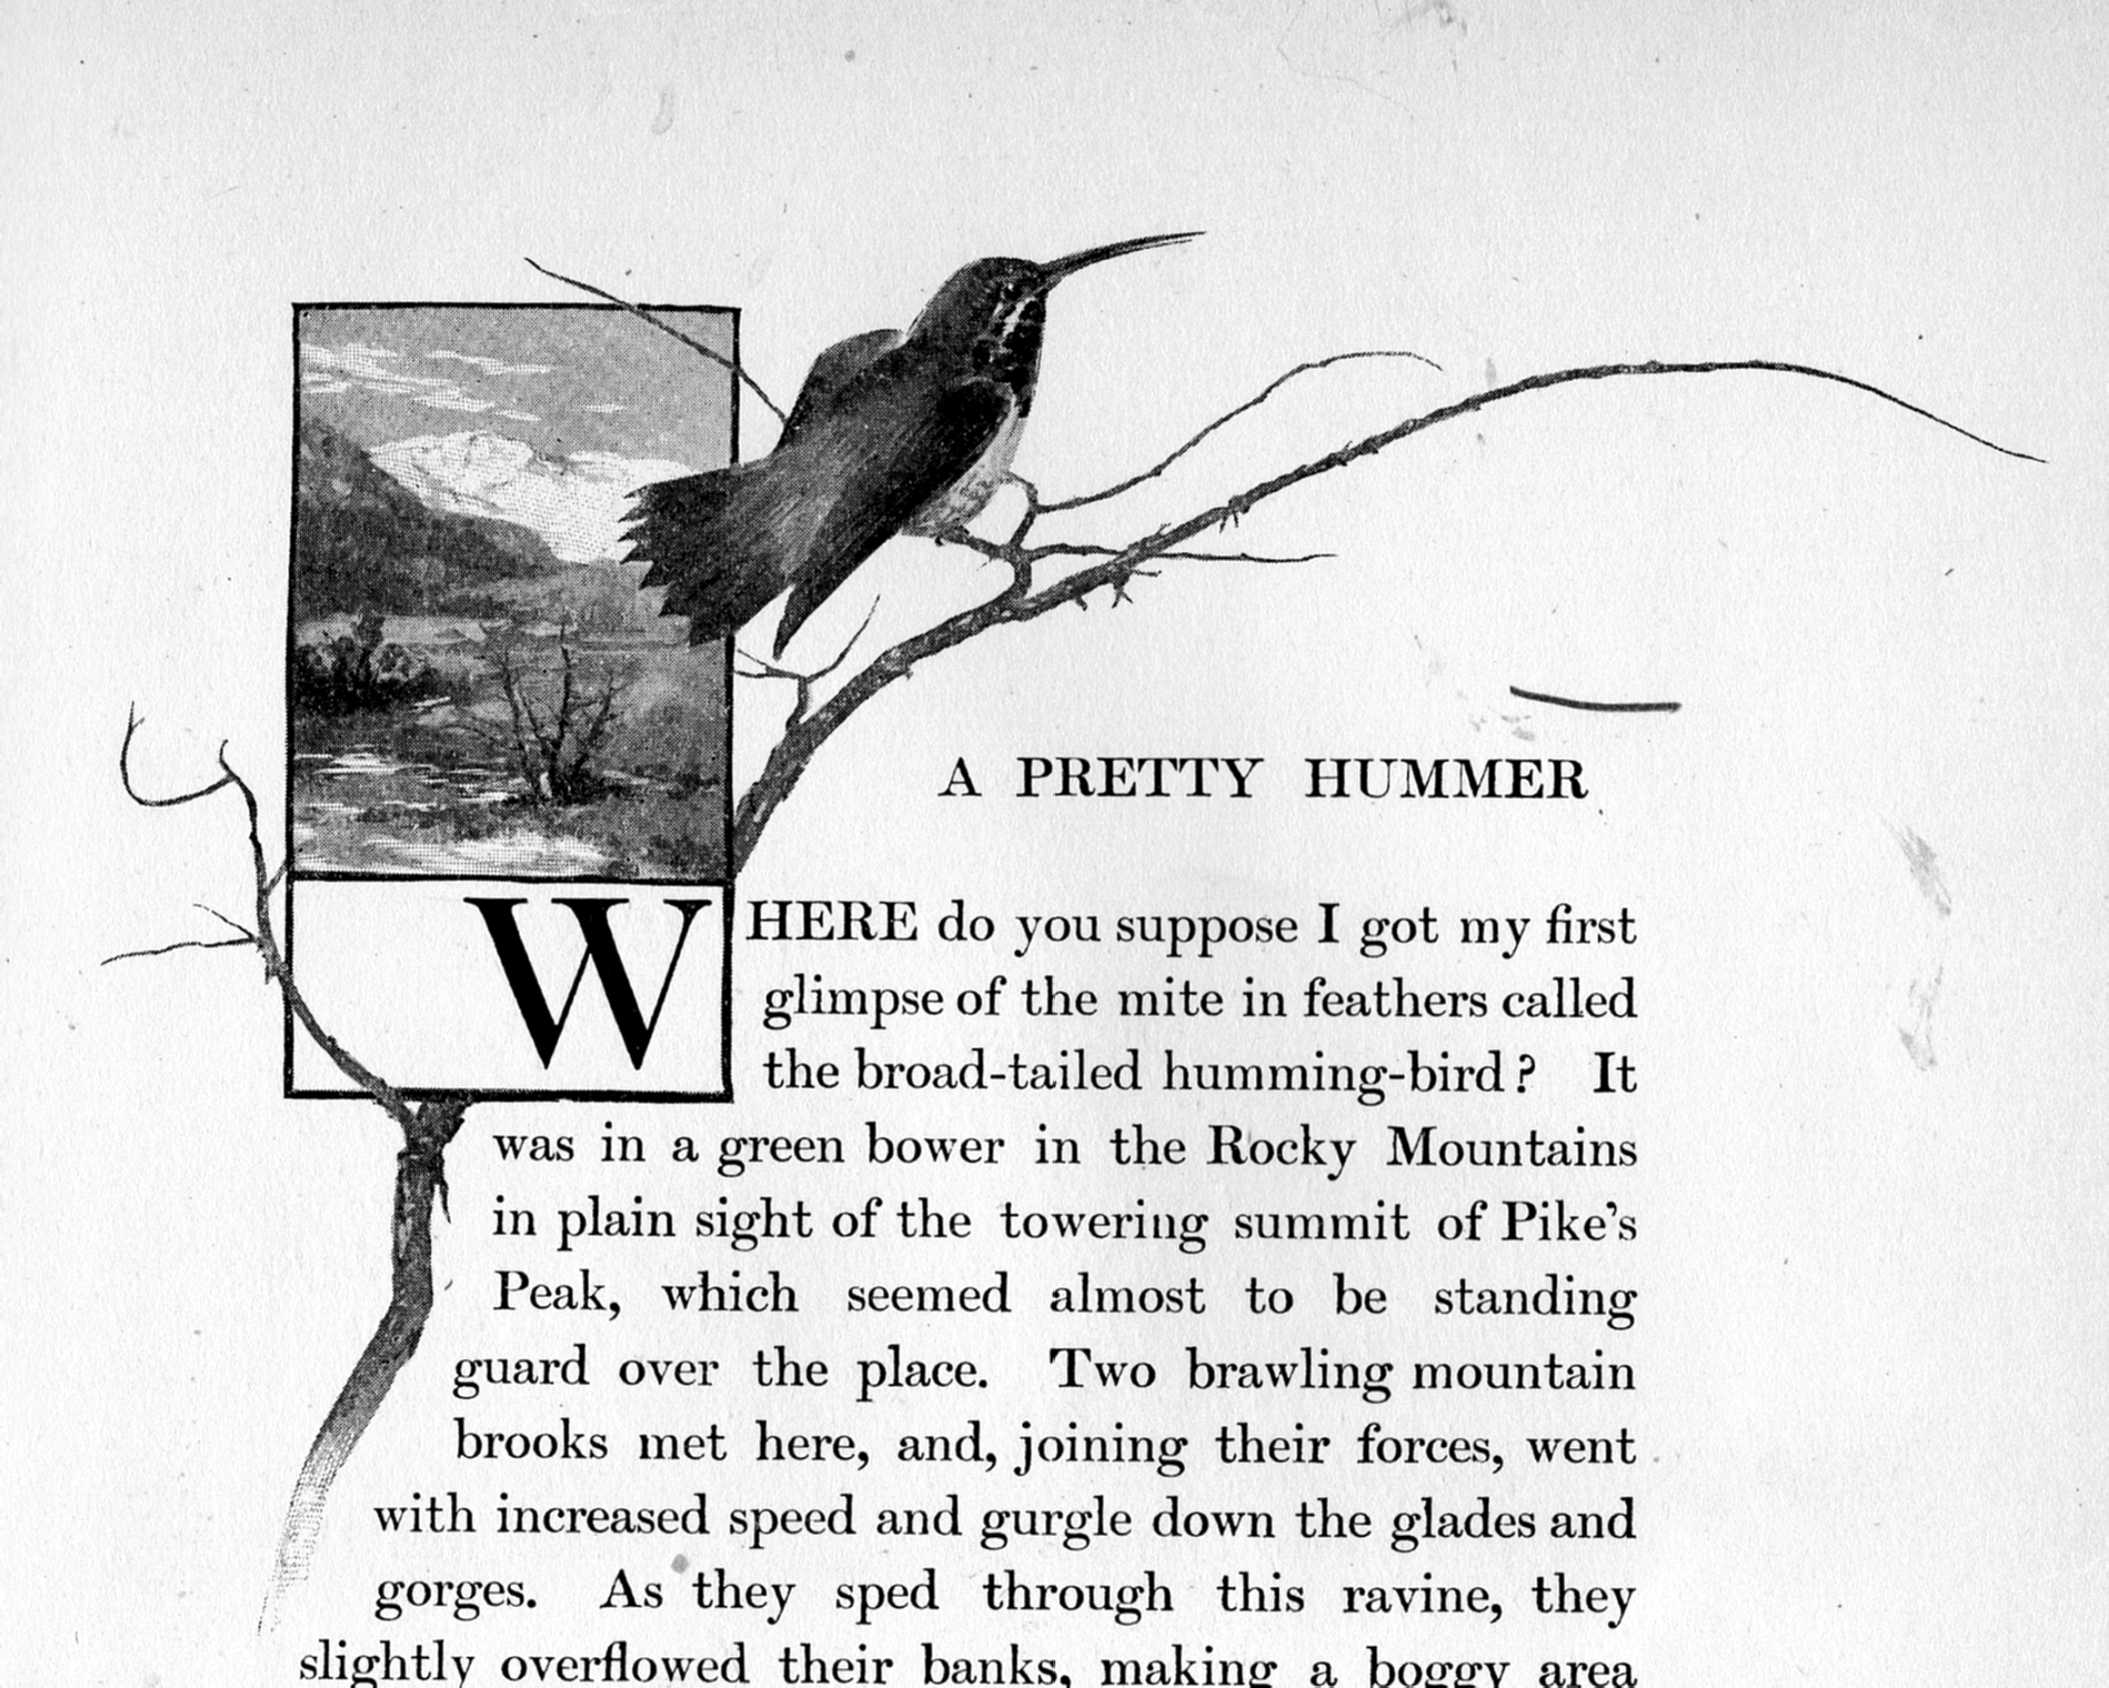 A PRETTY HUMMER
WHERE do you suppose I got my first
glimpse of the mite in feathers called
the broad-tailed humming-bird? It
was in a green bower in the Rocky Mountains
in plain sight of the towering summit of Pike's
Peak, which seemed almost to be standing
guard over the place. Two brawling mountain
brooks met here, and, joining their forces, went
with increased speed and gurgle down the glades and
gorges. As they sped through this ravine, they
slightly overflowed their banks, making a boggy area